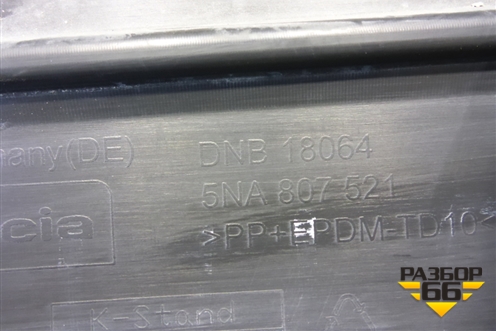 many(DE) DNB 18064
5NA 807 521
cia >PP+EPDM-TD10<
K-Stand
РАЗБОР
66